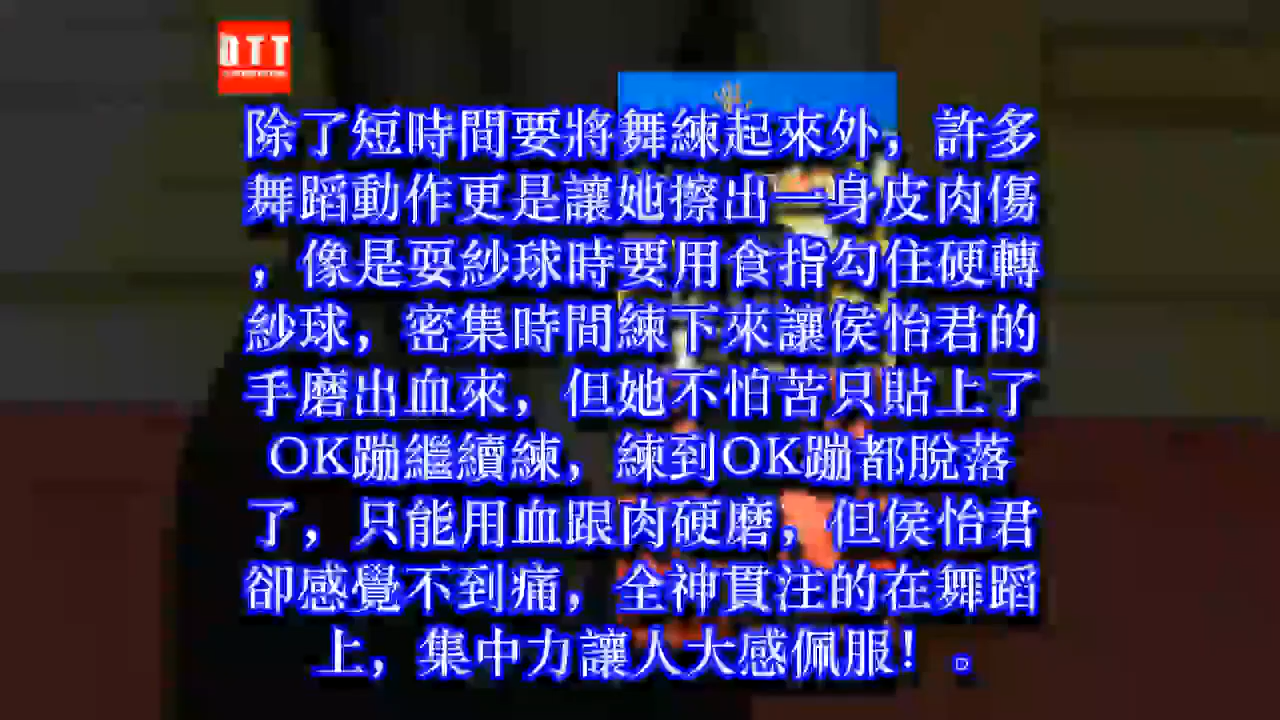 DTT
除了短時間要將舞練起來外，許多
舞蹈動作更是讓她擦出一身皮肉傷
，像是耍紗球時要用食指勾住硬轉
紗球，密集時間練下來讓侯怡君的
手磨出血來，但她不怕苦只貼上了
OK蹦繼續練，練到OK蹦都脫落
了，只能用血跟肉硬磨，但侯怡君
卻感覺不到痛，全神貫注的在舞蹈
上，集中力讓人大感佩服！。